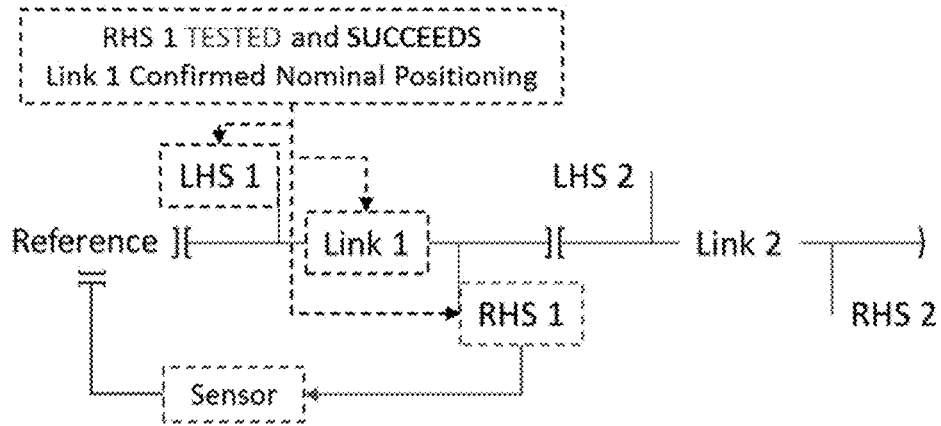 RHS 1 TESTED and SUCCEEDS
Link 1 Confirmed Nominal Positioning
LHS 1
LHS 2
Reference ][
Link 1
][
Link 2
)
RHS 1
RHS 2
Sensor